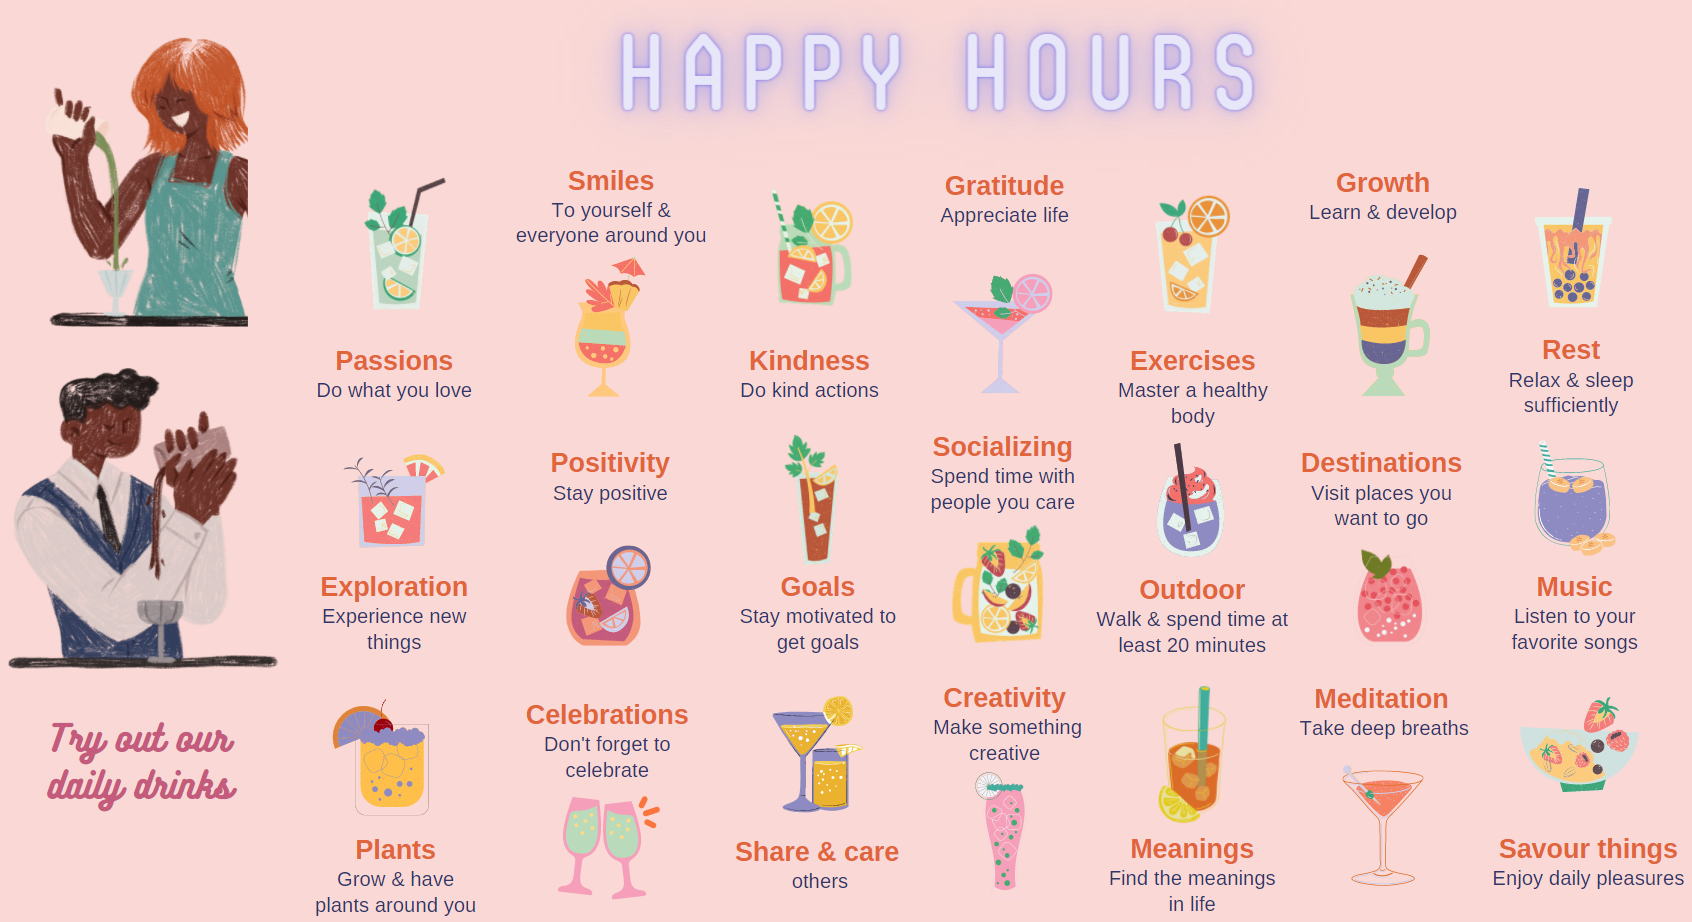 HAPPY HOURS
Passions
Do what you love
Smiles
To yourself &
everyone around you
Kindness
Do kind actions
Gratitude
Appreciate life
Exercises
Master a healthy
body
Growth
Learn & develop
Rest
Relax & sleep
sufficiently
Exploration
Experience new
things
Positivity
Stay positive
Goals
Stay motivated to
get goals
Socializing
Spend time with
people you care
Outdoor
Walk & spend time at
least 20 minutes
Destinations
Visit places you
want to go
Music
Listen to your
favorite songs
Try out our
daily drinks
Plants
Grow & have
plants around you
Celebrations
Don't forget to
celebrate
Share & care
others
Creativity
Make something
creative
Meanings
Find the meanings
in life
Meditation
Take deep breaths
Savour things
Enjoy daily pleasures